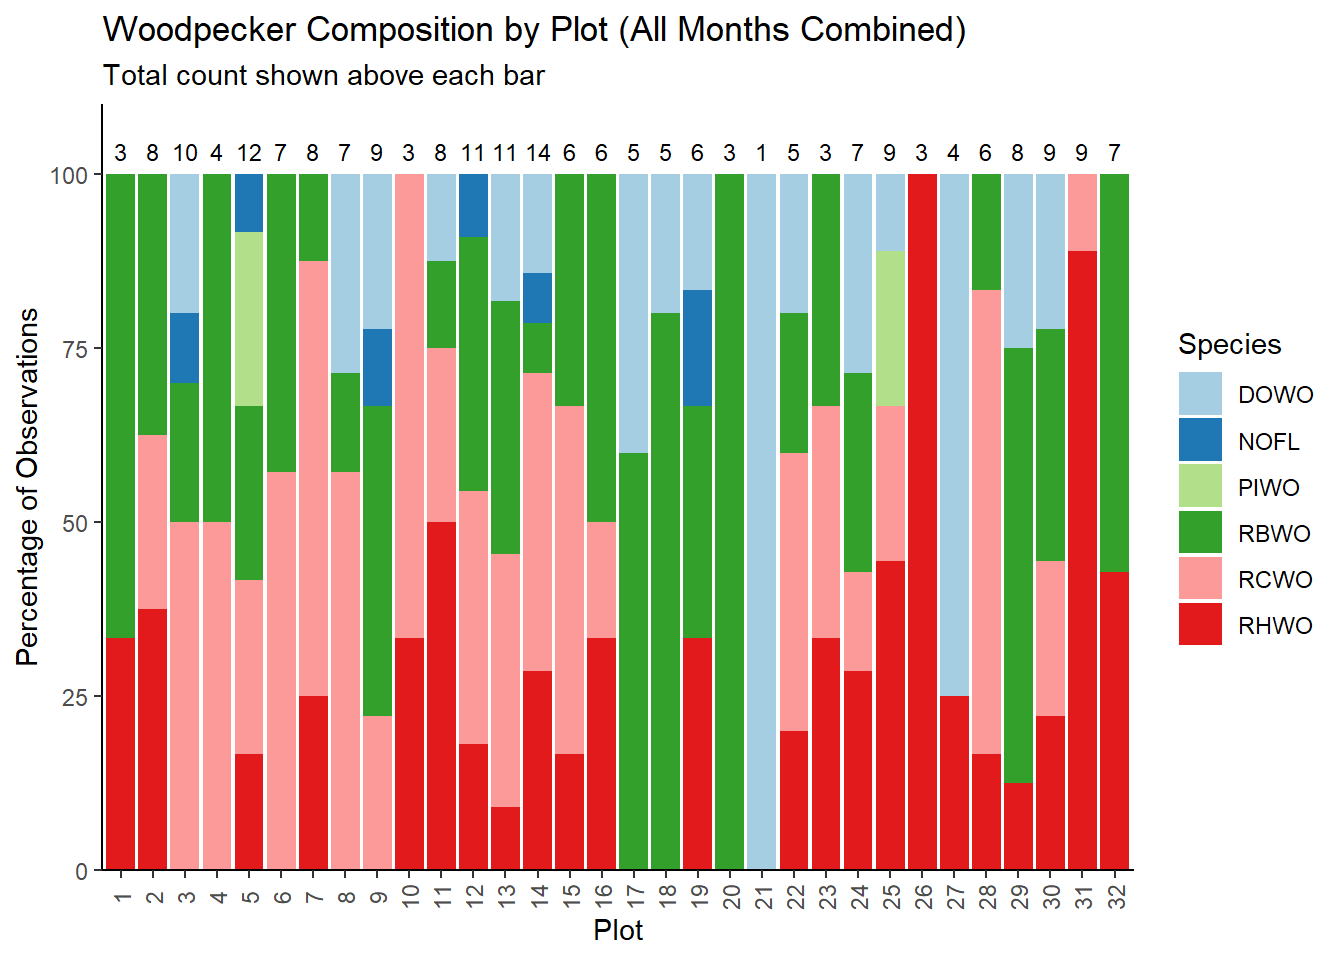 Woodpecker Composition by Plot (All Months Combined)
Total count shown above each bar
3 8 10 4 12 7 8 7 9 3 8 11 11 14 6 6 5 5 6 3 1 5 3 7 9 3 4 6 8 9 9 7
100
75
50
25
0
Percentage of Observations
1 2 3 4 5 6 7 8 9 10 11 12 13 14 15 16 17 18 19 20 21 22 23 24 25 26 27 28 29 30 31 32
Plot
Species
DOWO
NOFL
PIWO
RBWO
RCWO
RHWO